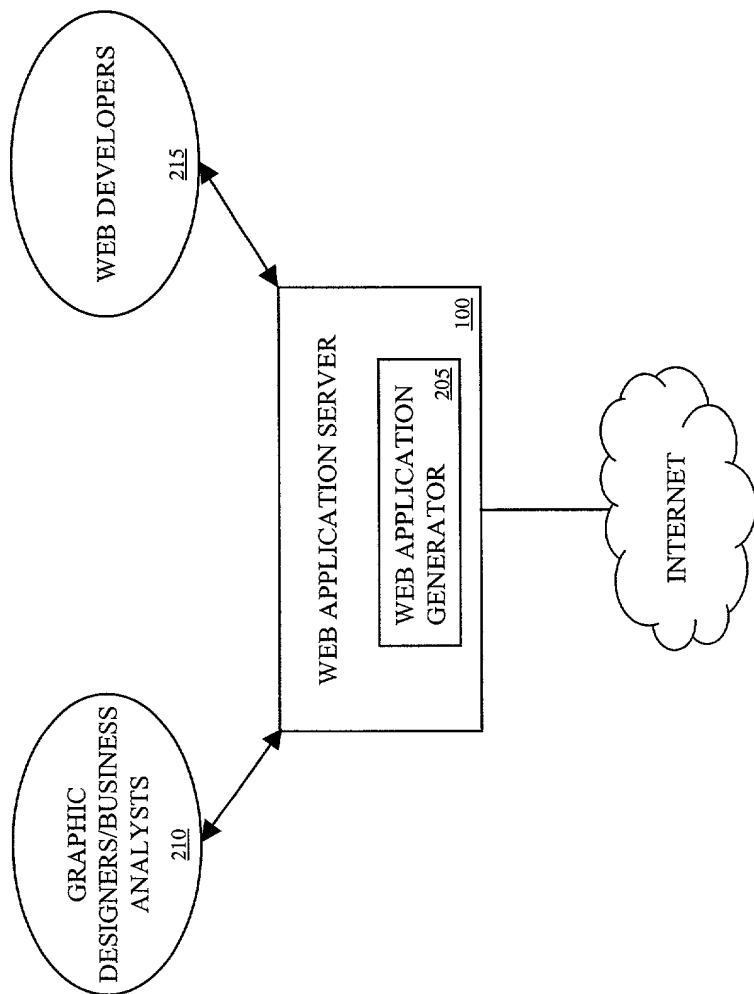 GRAPHIC
DESIGNERS/BUSINESS
ANALYSTS
210
WEB DEVELOPERS
215
WEB APPLICATION SERVER
WEB APPLICATION
GENERATOR
205
100
INTERNET